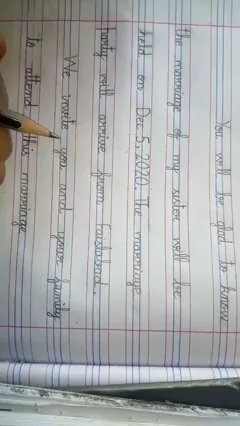 You will be glad to know
the marriage of my sister will be
held on Dec 5, 2020. The marriage
party will arrive from Faislabad.
We invite you and your family
to attend this marriage